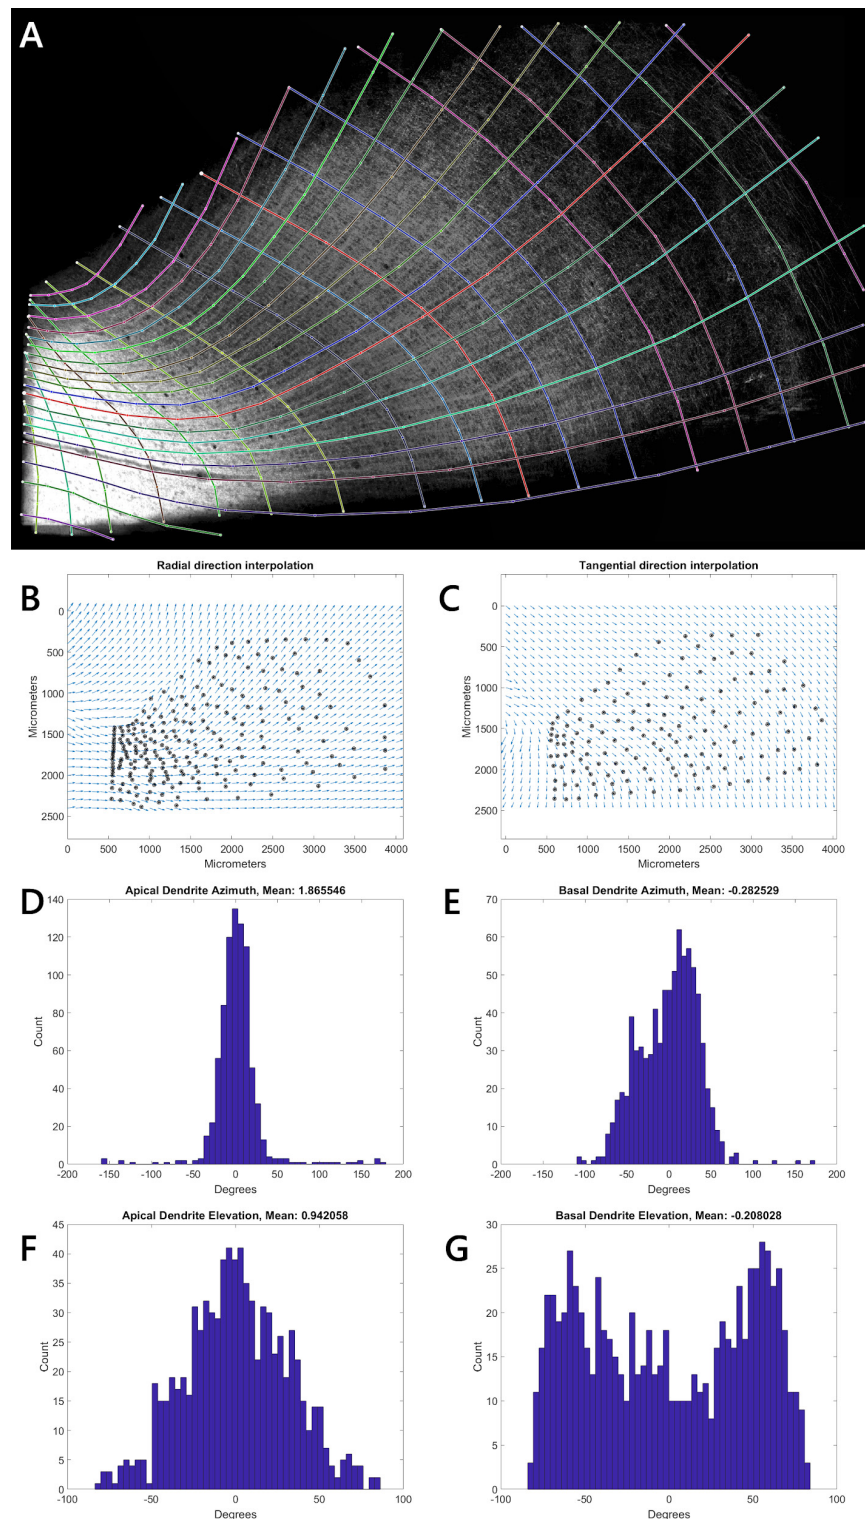 A
B
Radial direction interpolation
Micrometers
0
500
1000
1500
2000
2500
0 500 1000 1500 2000 2500 3000 3500 4000
Micrometers
C
Tangential direction interpolation
Micrometers
0
500
1000
1500
2000
2500
0 500 1000 1500 2000 2500 3000 3500 4000
Micrometers
D
Apical Dendrite Azimuth, Mean: 1.865546
Count
140
120
100
80
60
40
20
0
-200 -150 -100 -50 0 50 100 150 200
Degrees
E
Basal Dendrite Azimuth, Mean: -0.282529
Count
70
60
50
40
30
20
10
0
-200 -150 -100 -50 0 50 100 150 200
Degrees
F
Apical Dendrite Elevation, Mean: 0.942058
Count
45
40
35
30
25
20
15
10
5
0
-100 -50 0 50 100
Degrees
G
Basal Dendrite Elevation, Mean: -0.208028
Count
30
25
20
15
10
5
0
-100 -50 0 50 100
Degrees